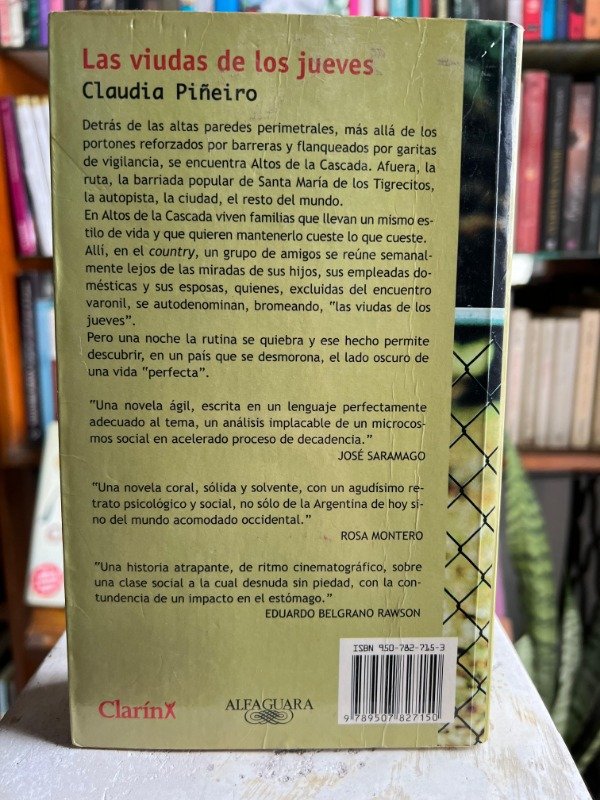 Las viudas de los jueves
Claudia Piñeiro
Detrás de las altas paredes perimetrales, más allá de los
portones reforzados por barreras y flanqueados por garitas
de vigilancia, se encuentra Altos de la Cascada. Afuera, la
ruta, la barriada popular de Santa María de los Tigrecitos,
la autopista, la ciudad, el resto del mundo.
En Altos de la Cascada viven familias que llevan un mismo es-
tilo de vida y que quieren mantenerlo cueste lo que cueste.
Allí, en el country, un grupo de amigos se reúne semanal-
mente lejos de las miradas de sus hijos, sus empleadas do-
mésticas y sus esposas, quienes, excluidas del encuentro
varonil, se autodenominan, bromeando, “las viudas de los
jueves”.
Pero una noche la rutina se quiebra y ese hecho permite
descubrir, en un país que se desmorona, el lado oscuro de
una vida “perfecta”.
“Una novela ágil, escrita en un lenguaje perfectamente
adecuado al tema, un análisis implacable de un microcos-
mos social en acelerado proceso de decadencia.”
JOSÉ SARAMAGO
“Una novela coral, sólida y solvente, con un agudísimo re-
trato psicológico y social, no sólo de la Argentina de hoy si-
no del mundo acomodado occidental.”
ROSA MONTERO
“Una historia atrapante, de ritmo cinematográfico, sobre
una clase social a la cual desnuda sin piedad, con la con-
tundencia de un impacto en el estómago.”
EDUARDO BELGRANO RAWSON
ISBN 950-782-715-3
9 789507 827150
Clarín
ALFAGUARA